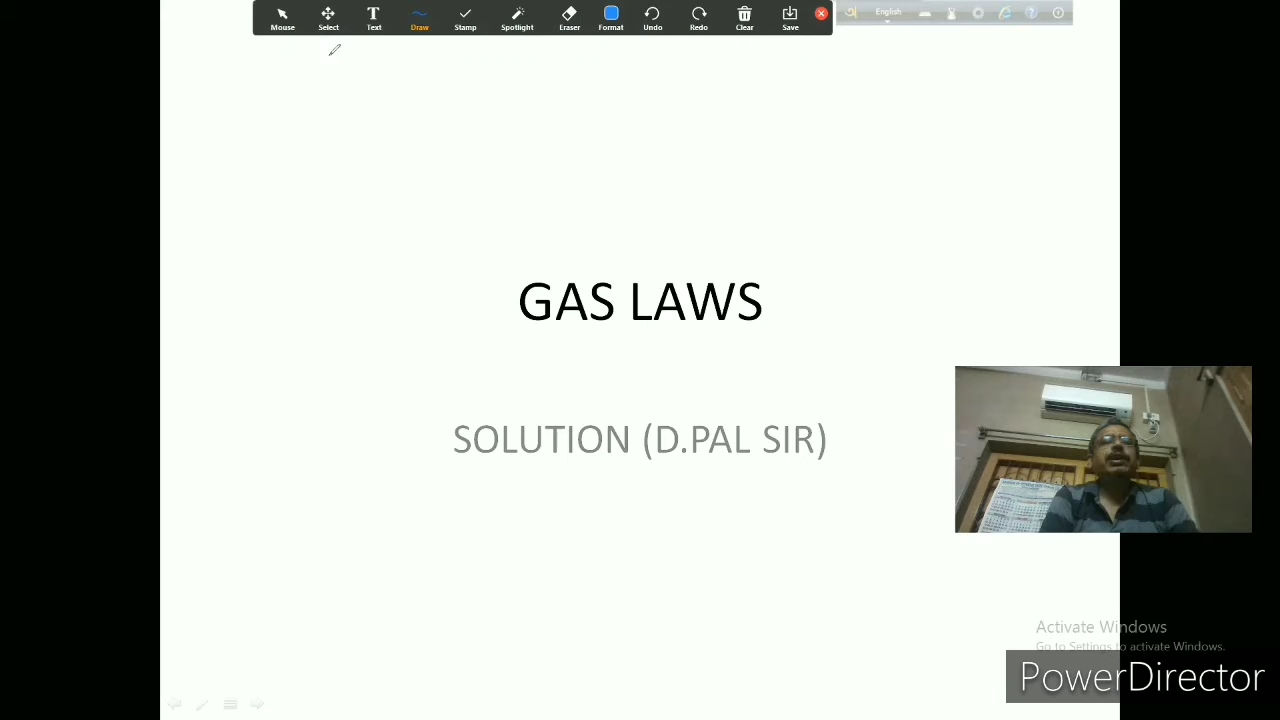 Mouse Select Text Draw Stamp Spotlight Eraser Format Undo Redo Clear Save
English
GAS LAWS
SOLUTION (D.PAL SIR)
Activate Windows
Go to Settings to activate Windows.
PowerDirector